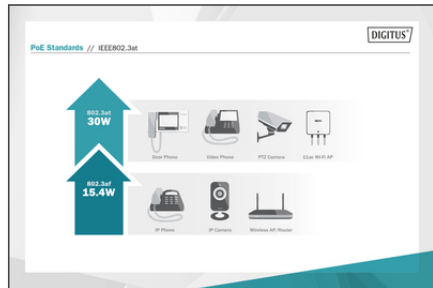 DIGITUS®
PoE Standards // IEEE802.3at
802.3at
30W
Door Phone Video Phone PTZ Camera 11ac Wi-Fi AP
802.3af
15.4W
IP Phone IP Camera Wireless AP/Router